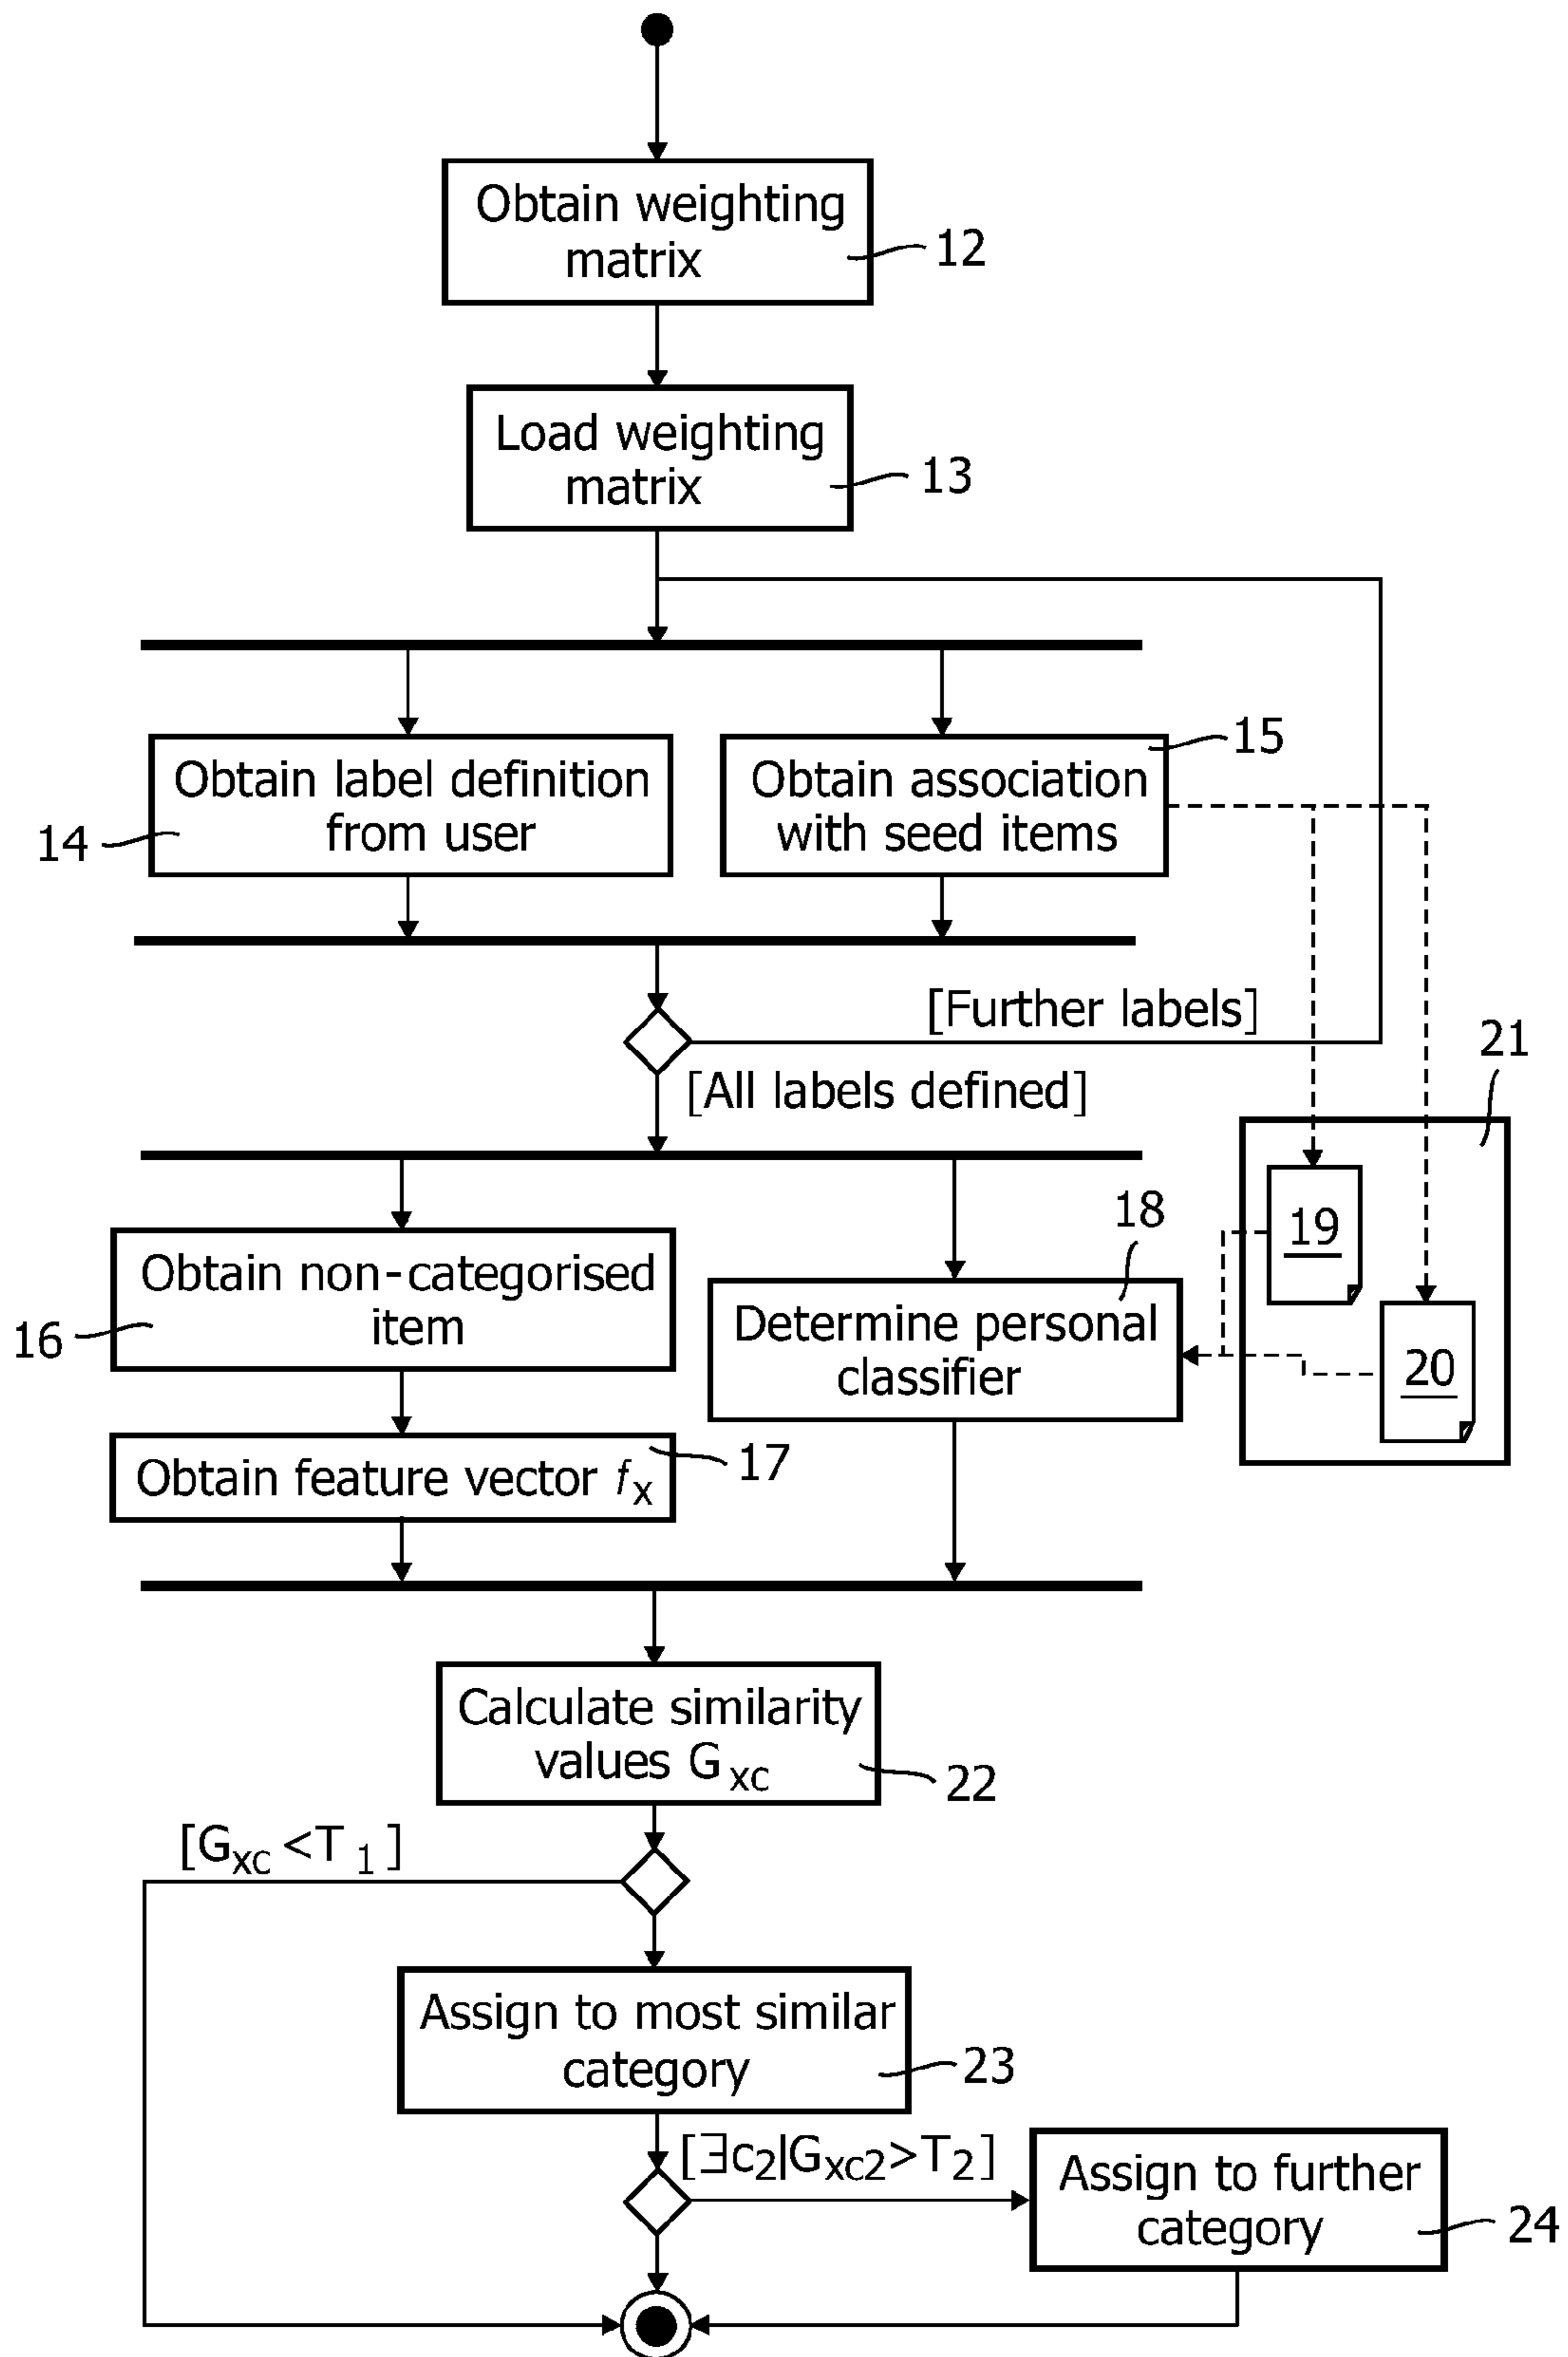 Obtain weighting
matrix
12
Load weighting
matrix
13
15
Obtain label definition
from user
14
Obtain association
with seed items
[Further labels]
[All labels defined]
21
18
19
20
Obtain non-categorised
item
16
Determine personal
classifier
Obtain feature vector fx
17
Calculate similarity
values Gxc
22
[Gxc <T1]
Assign to most similar
category
23
[∃c2|Gxc2>T2]
Assign to further
category
24